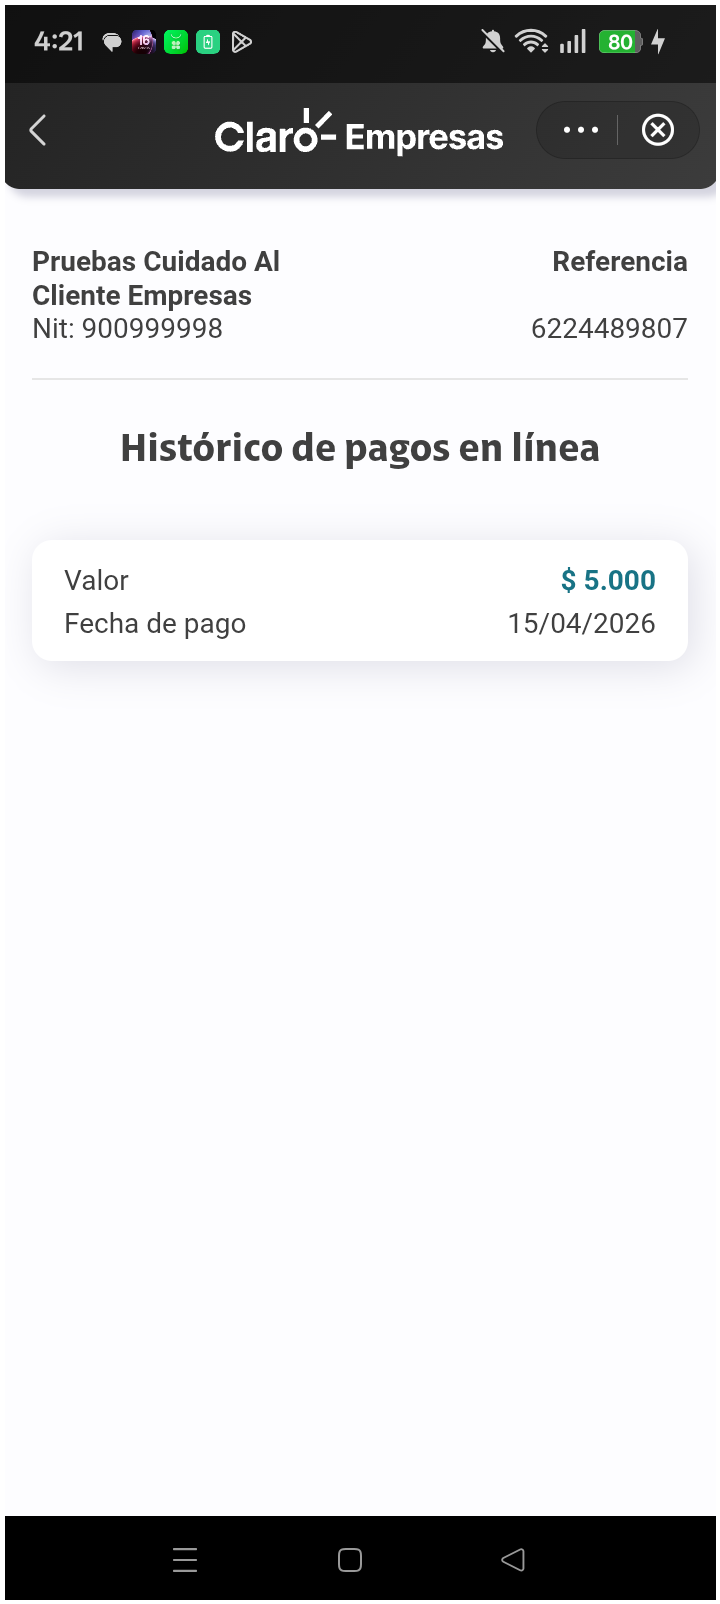 4:21
16
80
Claro Empresas
Pruebas Cuidado Al
Cliente Empresas
Referencia
Nit: 900999998
6224489807
Histórico de pagos en línea
Valor
$ 5.000
Fecha de pago
15/04/2026